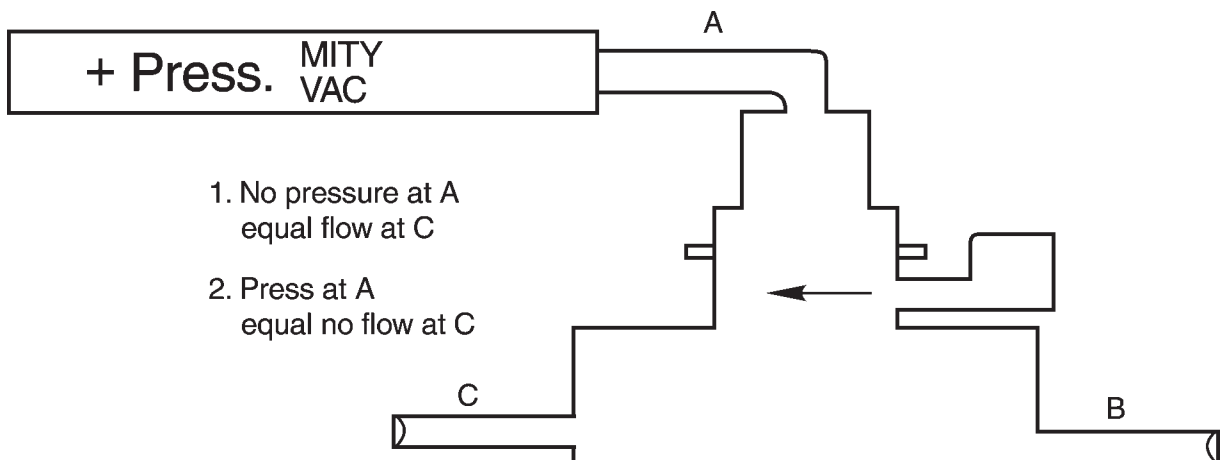 A
+ Press. MITY
VAC
1. No pressure at A
equal flow at C
2. Press at A
equal no flow at C
C
B